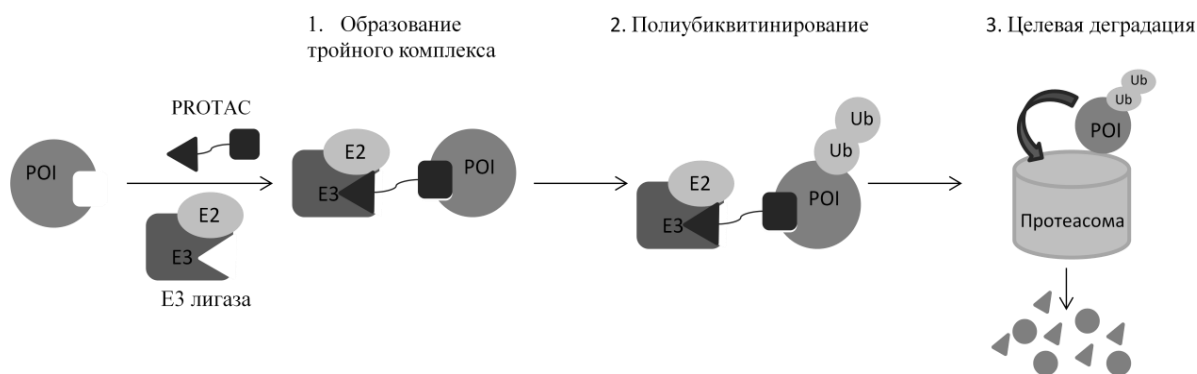 1. Образование
тройного комплекса
2. Полиубиквитинирование
3. Целевая деградация
PROTAC
POI
E2
E3
E3 лигаза
E2
E3
POI
Ub
Ub
E2
E3
POI
Ub
Ub
POI
Протеасома